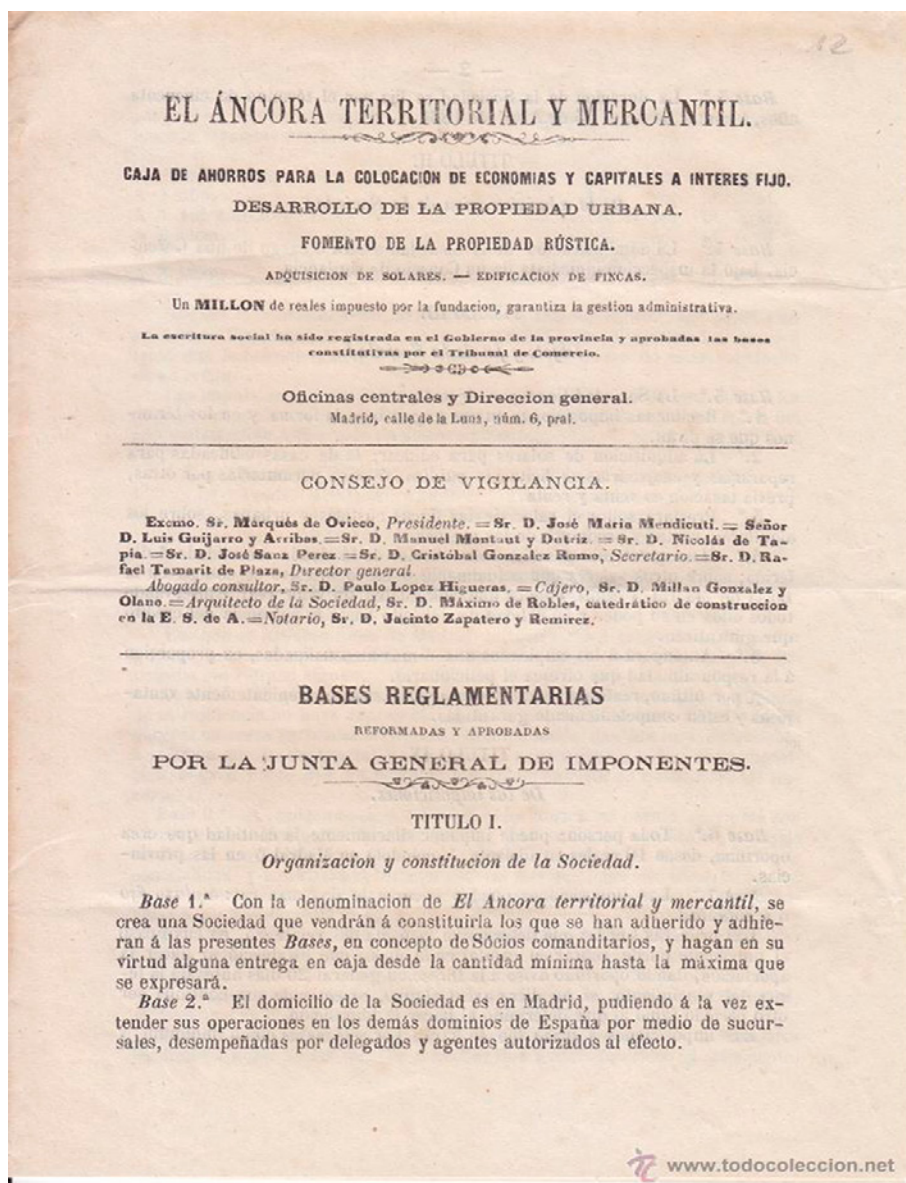 12
EL ÁNCORA TERRITORIAL Y MERCANTIL.
CAJA DE AHORROS PARA LA COLOCACION DE ECONOMIAS Y CAPITALES A INTERES FIJO.
DESARROLLO DE LA PROPIEDAD URBANA.
FOMENTO DE LA PROPIEDAD RÚSTICA.
ADQUISICION DE SOLARES. — EDIFICACION DE FINCAS.
Un MILLON de reales impuesto por la fundacion, garantiza la gestion administrativa.
La escritura social ha sido registrada en el Gobierno de la provincia y aprobadas las bases
constitutivas por el Tribunal de Comercio.
Oficinas centrales y Direccion general.
Madrid, calle de la Luna, núm. 6, pral.
CONSEJO DE VIGILANCIA.
Excmo. Sr. Marqués de Ovieco, Presidente. = Sr. D. José Maria Mendicuti. = Señor
D. Luis Guijarro y Arribas. = Sr. D. Manuel Montaut y Dutriz. = Sr. D. Nicolás de Ta-
pia. = Sr. D. José Sanz Perez. = Sr. D. Cristóbal Gonzalez Romo, Secretario. = Sr. D. Ra-
fael Tamarit de Plaza, Director general.
Abogado consultor, Sr. D. Paulo Lopez Higueras, = Cajero, Sr. D. Millan Gonzalez y
Olano. = Arquitecto de la Sociedad, Sr. D. Máximo de Robles, catedrático de construccion
en la E. S. de A. = Notario, Sr. D. Jacinto Zapatero y Remirez.
BASES REGLAMENTARIAS
REFORMADAS Y APROBADAS
POR LA JUNTA GENERAL DE IMPONENTES.
TITULO I.
Organizacion y constitucion de la Sociedad.
Base 1.ª Con la denominacion de El Ancora territorial y mercantil, se
crea una Sociedad que vendrán á constituirla los que se han adherido y adhie-
ran á las presentes Bases, en concepto de Sócios comanditarios, y hagan en su
virtud alguna entrega en caja desde la cantidad mínima hasta la máxima que
se expresará.
Base 2.ª El domicilio de la Sociedad es en Madrid, pudiendo á la vez ex-
tender sus operaciones en los demás dominios de España por medio de sucur-
sales, desempeñadas por delegados y agentes autorizados al efecto.
www.todocoleccion.net